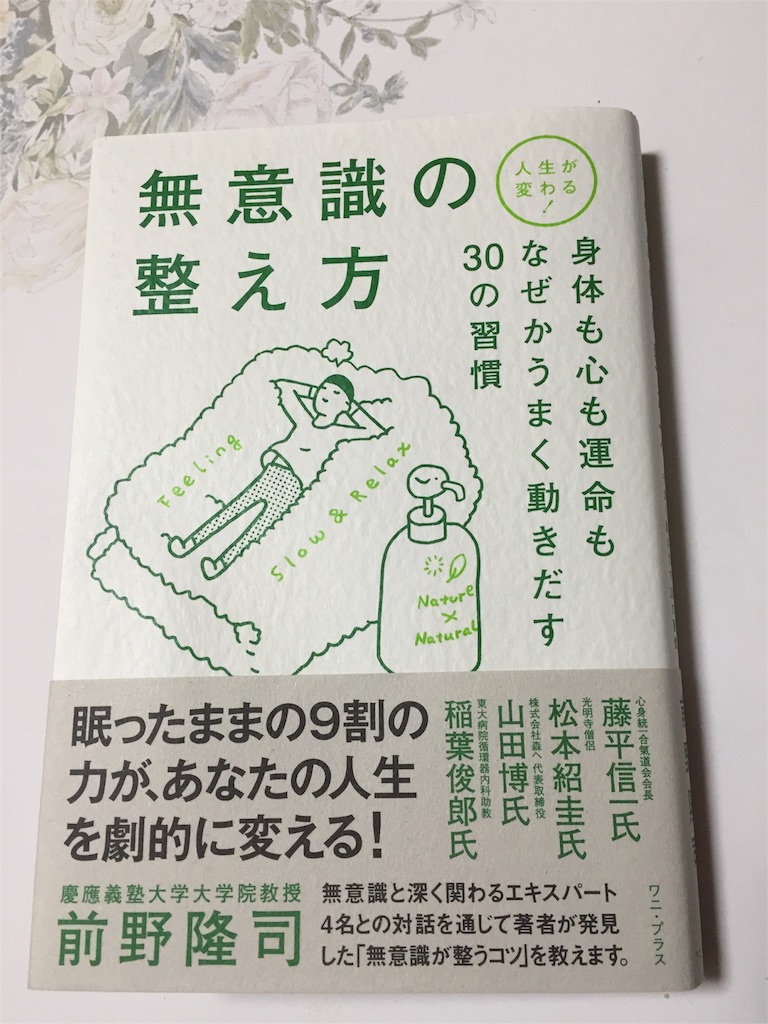 無意識の
整え方
人生が
変わる
！
身体も心も運命も
なぜかうまく動きだす
30の習慣
Feeling
Slow & Relax
Nature
×
Natural
眠ったままの9割の
力が、あなたの人生
を劇的に変える！
心身統一合氣道会会長
藤平信一氏
光明寺僧侶
松本紹圭氏
株式会社森へ 代表取締役
山田博氏
東大病院循環器内科助教
稲葉俊郎氏
慶應義塾大学大学院教授
前野隆司
無意識と深く関わるエキスパート
4名との対話を通じて著者が発見
した「無意識が整うコツ」を教えます。
ワニ・プラス